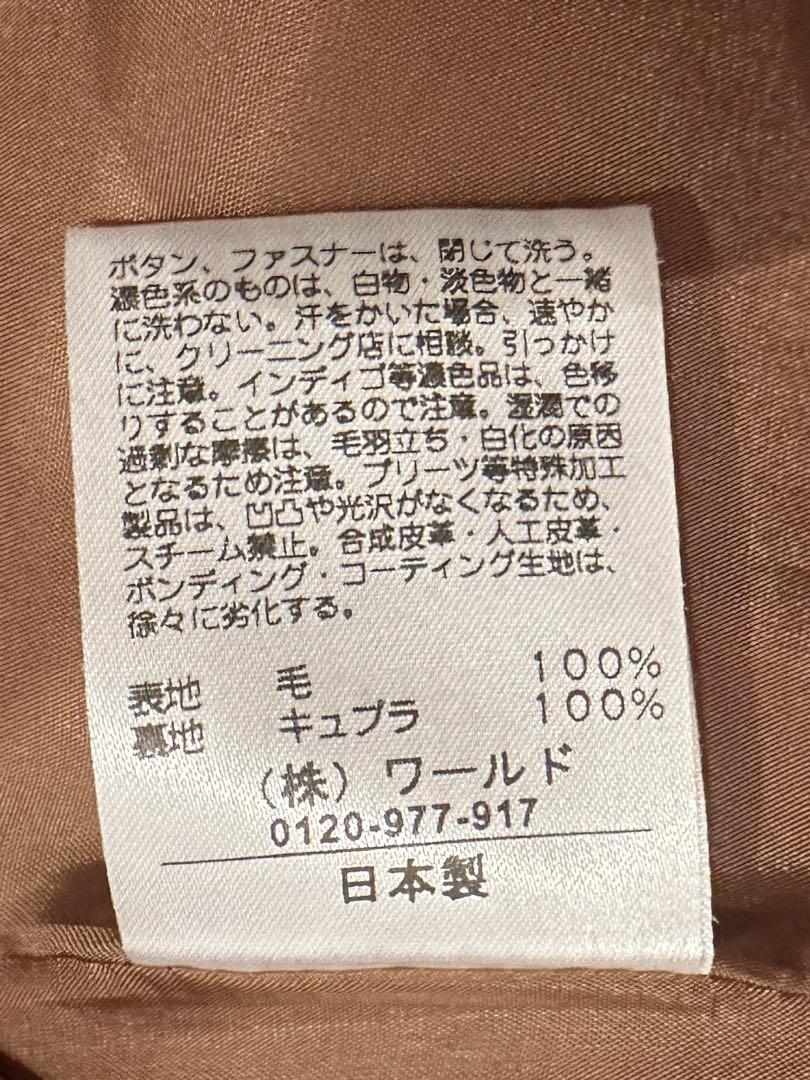 ボタン、ファスナーは、閉じて洗う。
濃色系のものは、白物・淡色物と一緒
に洗わない。汗をかいた場合、速やか
に、クリーニング店に相談。引っかけ
に注意。インディゴ等濃色品は、色移
りすることがあるので注意。湿潤での
過剰な摩擦は、毛羽立ち・白化の原因
となるため注意。プリーツ等特殊加工
製品は、凹凸や光沢がなくなるため、
スチーム禁止。合成皮革・人工皮革・
ボンディング・コーティング生地は、
徐々に劣化する。
表地 毛 100%
裏地 キュプラ 100%
(株) ワールド
0120-977-917
日本製